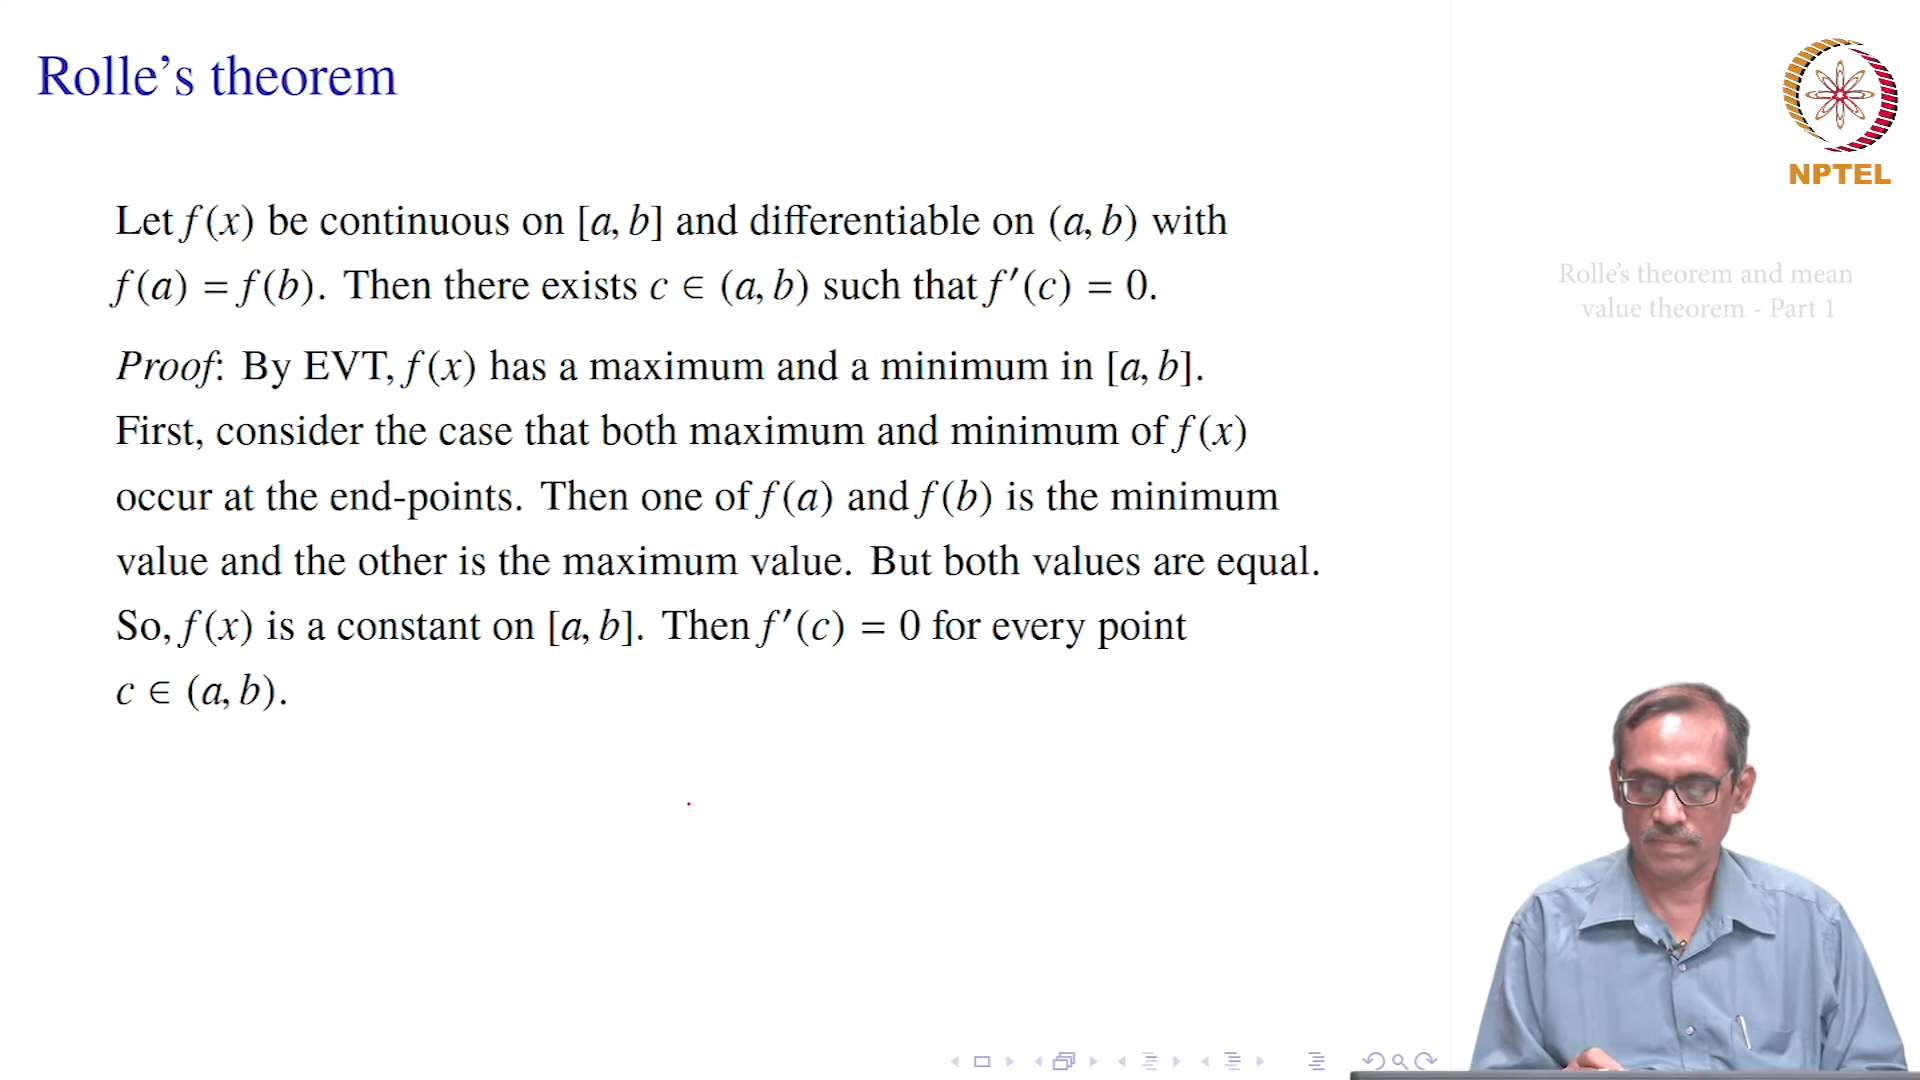 Rolle's theorem
NPTEL
Let f(x) be continuous on [a, b] and differentiable on (a, b) with
f(a) = f(b). Then there exists c ∈ (a, b) such that f′(c) = 0.
Rolle's theorem and mean
value theorem - Part 1
Proof: By EVT, f(x) has a maximum and a minimum in [a, b].
First, consider the case that both maximum and minimum of f(x)
occur at the end-points. Then one of f(a) and f(b) is the minimum
value and the other is the maximum value. But both values are equal.
So, f(x) is a constant on [a, b]. Then f′(c) = 0 for every point
c ∈ (a, b).